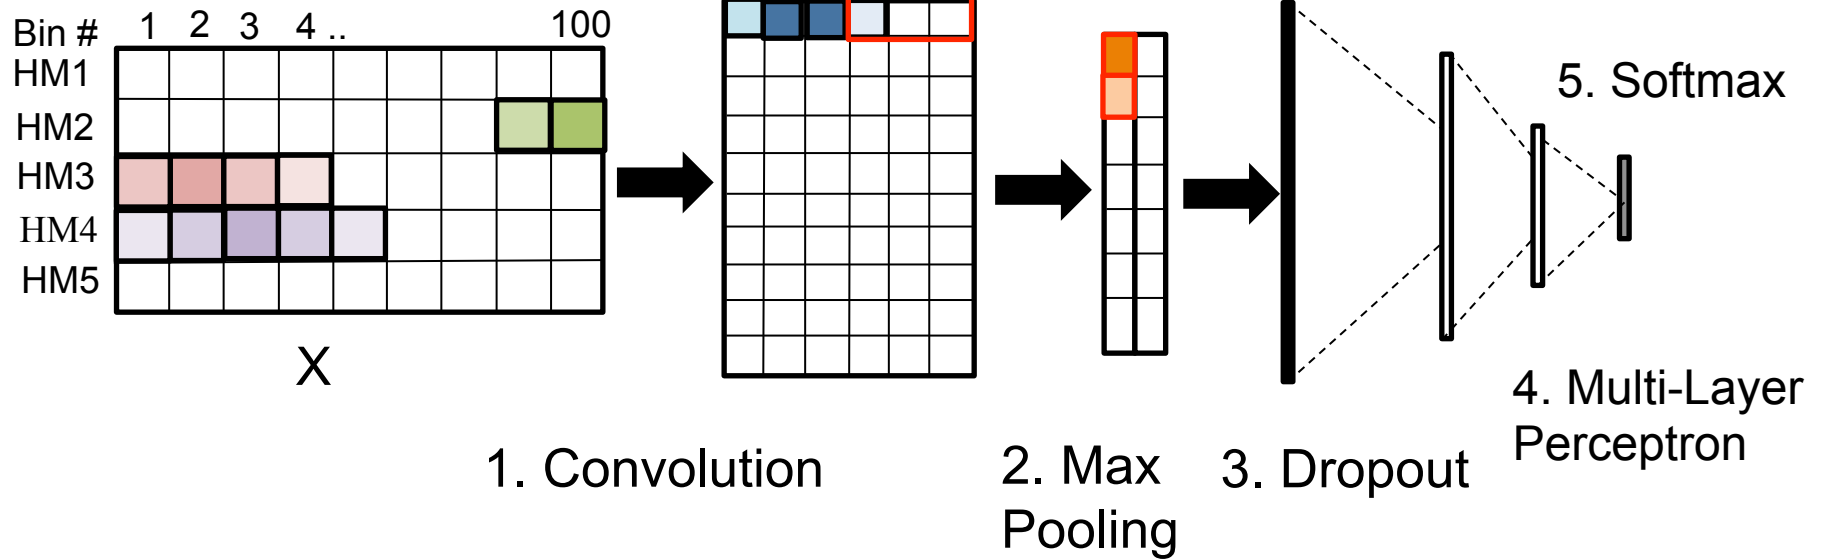 Bin # 1 2 3 4 .. 100
HM1
HM2
HM3
HM4
HM5
X
1. Convolution
2. Max
Pooling
3. Dropout
4. Multi-Layer
Perceptron
5. Softmax